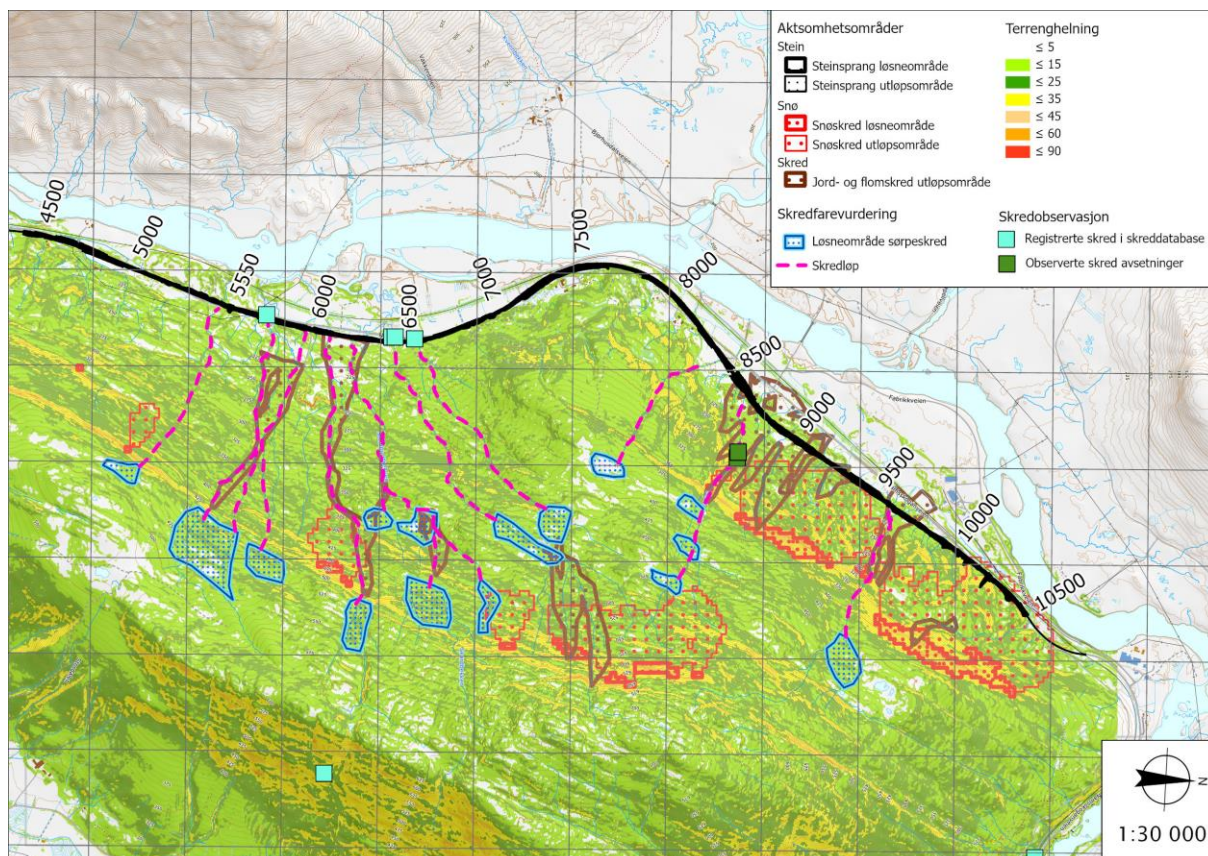 Aktsomhetsområder
Stein
Steinsprang løsneområde
Steinsprang utløpsområde
Snø
Snøskred løsneområde
Snøskred utløpsområde
Skred
Jord- og flomskred utløpsområde
Skredfarevurdering
Løsneområde sørpeskred
Skredløp
Terrenghelning
≤ 5
≤ 15
≤ 25
≤ 35
≤ 45
≤ 60
≤ 90
Skredobservasjon
Registrerte skred i skreddatabase
Observerte skred avsetninger
4500
5000
5550
6000
6500
7000
7500
8000
8500
9000
9500
10000
10500
Fabrikkveien
N
1:30 000